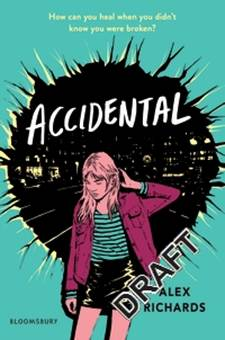 How can you heal when you didn't
know you were broken?
ACCIDENTAL
DRAFT
ALEX
RICHARDS
BLOOMSBURY